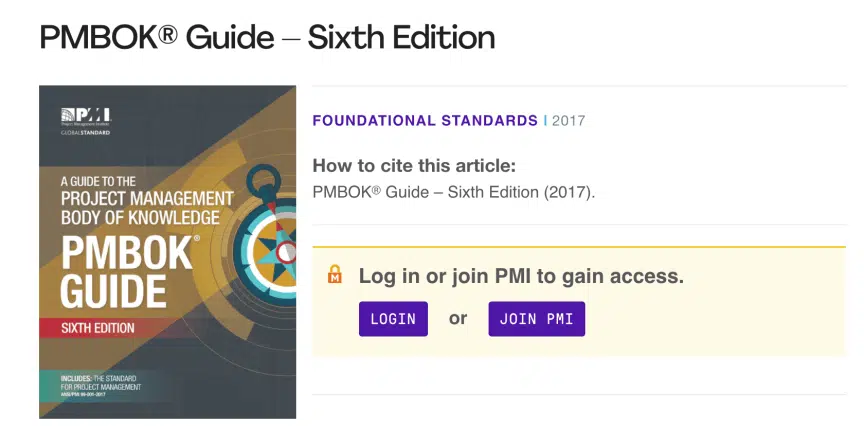 PMBOK® Guide – Sixth Edition
PMI
Project Management Institute
GLOBALSTANDARD
A GUIDE TO THE
PROJECT MANAGEMENT
BODY OF KNOWLEDGE
PMBOK®
GUIDE
SIXTH EDITION
INCLUDES: THE STANDARD
FOR PROJECT MANAGEMENT
ANSI/PMI 99-001-2017
FOUNDATIONAL STANDARDS | 2017
How to cite this article:
PMBOK® Guide – Sixth Edition (2017).
M
Log in or join PMI to gain access.
LOGIN or JOIN PMI